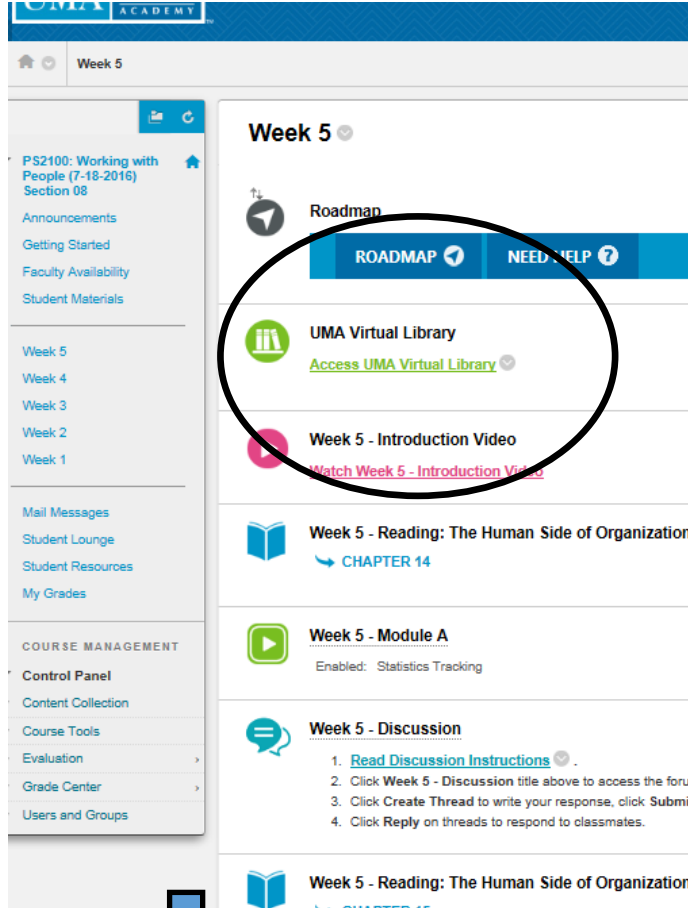 UMA ACADEMY
Week 5
PS2100: Working with
People (7-18-2016)
Section 08
Announcements
Getting Started
Faculty Availability
Student Materials
Week 5
Week 4
Week 3
Week 2
Week 1
Mail Messages
Student Lounge
Student Resources
My Grades
COURSE MANAGEMENT
Control Panel
Content Collection
Course Tools
Evaluation
Grade Center
Users and Groups
Week 5
Roadmap
ROADMAP NEED HELP ?
UMA Virtual Library
Access UMA Virtual Library
Week 5 - Introduction Video
Watch Week 5 - Introduction Video
Week 5 - Reading: The Human Side of Organization
CHAPTER 14
Week 5 - Module A
Enabled: Statistics Tracking
Week 5 - Discussion
1. Read Discussion Instructions .
2. Click Week 5 - Discussion title above to access the foru
3. Click Create Thread to write your response, click Submi
4. Click Reply on threads to respond to classmates.
Week 5 - Reading: The Human Side of Organization
CHAPTER 15